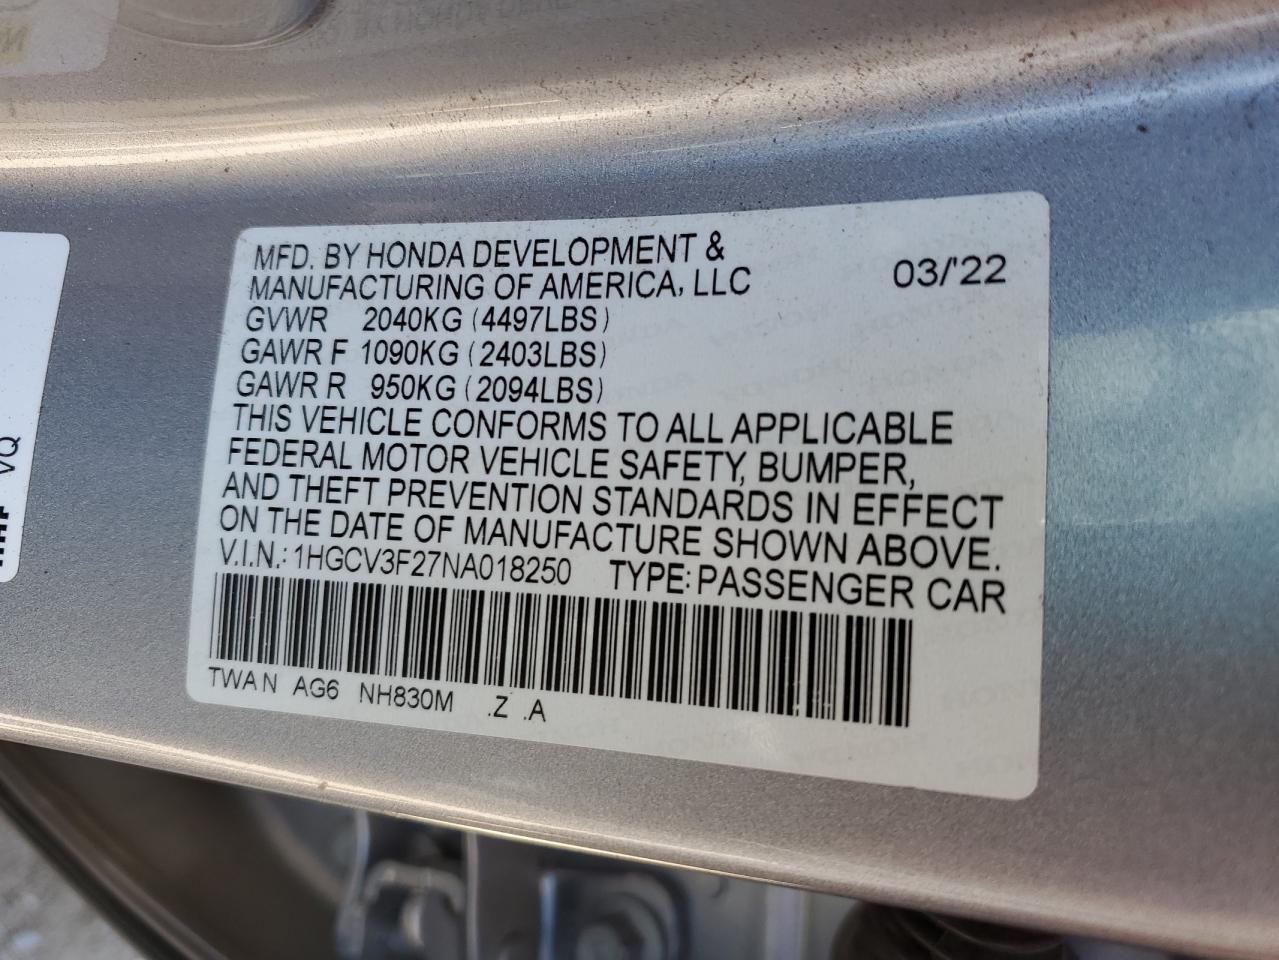 MFD. BY HONDA DEVELOPMENT &
MANUFACTURING OF AMERICA, LLC 03/'22
GVWR 2040KG (4497LBS)
GAWR F 1090KG (2403LBS)
GAWR R 950KG (2094LBS)
THIS VEHICLE CONFORMS TO ALL APPLICABLE
FEDERAL MOTOR VEHICLE SAFETY, BUMPER,
AND THEFT PREVENTION STANDARDS IN EFFECT
ON THE DATE OF MANUFACTURE SHOWN ABOVE.
V.I.N.: 1HGCV3F27NA018250 TYPE: PASSENGER CAR
TWAN AG6 NH830M .Z .A
VQ